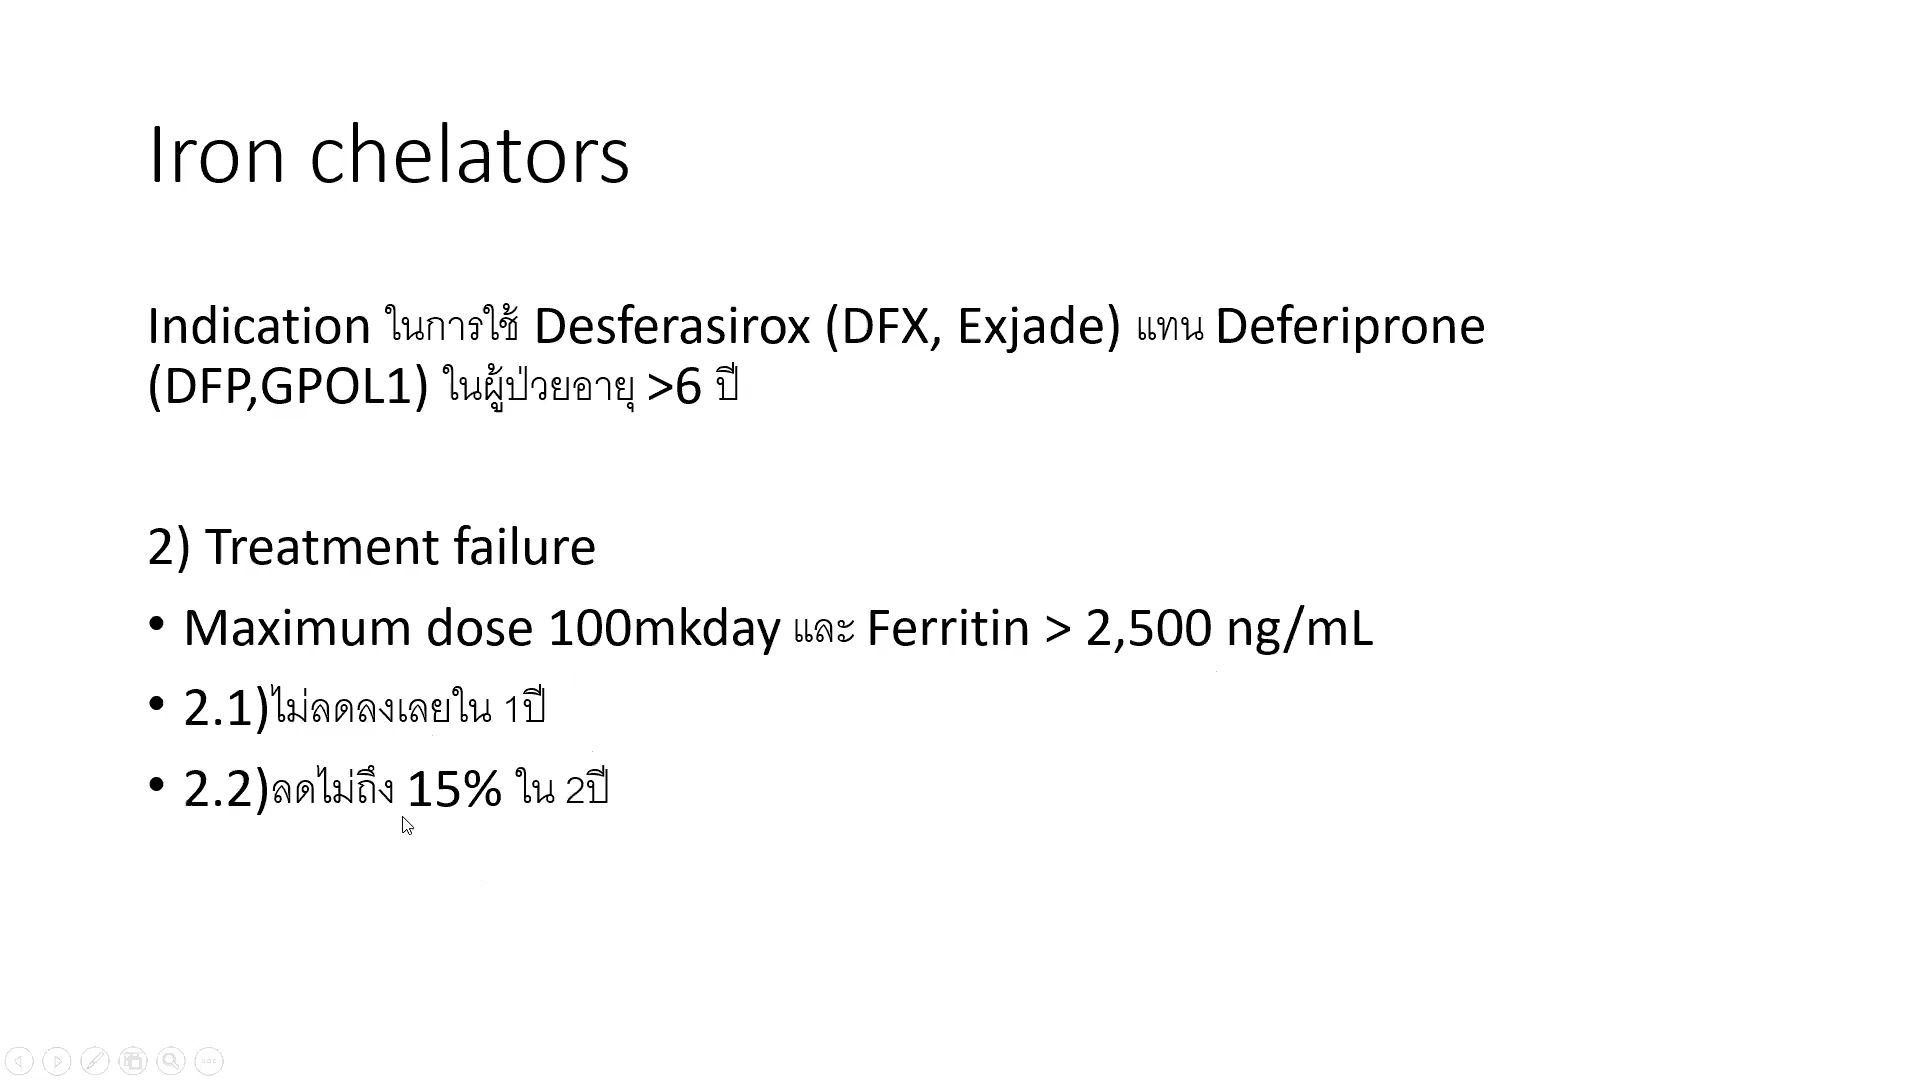 Iron chelators
Indication ในการใช้ Desferasirox (DFX, Exjade) แทน Deferiprone
(DFP,GPOL1) ในผู้ป่วยอายุ >6 ปี
2) Treatment failure
• Maximum dose 100mkday และ Ferritin > 2,500 ng/mL
• 2.1)ไม่ลดลงเลยใน 1ปี
• 2.2)ลดไม่ถึง 15% ใน 2ปี